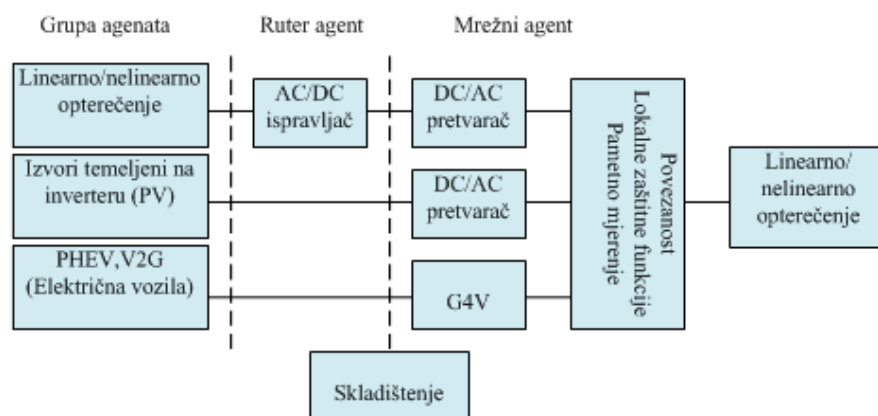 Grupa agenata
Ruter agent
Mrežni agent
Linearno/nelinearno
opterečenje
AC/DC
ispravljač
DC/AC
pretvarač
Izvori temeljeni na
inverteru (PV)
DC/AC
pretvarač
PHEV,V2G
(Električna vozila)
G4V
Povezanost
Lokalne zaštitne funkcije
Pametno mjerenje
Linearno/
nelinearno
opterečenje
Skladištenje